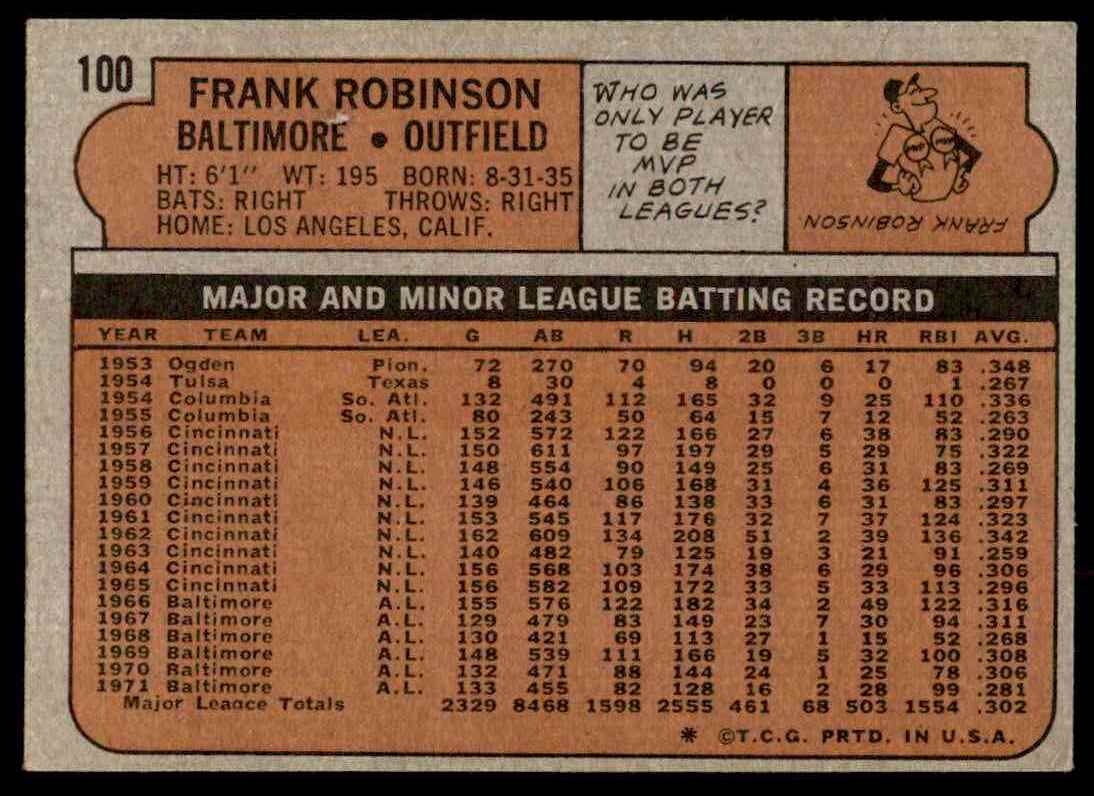 100
FRANK ROBINSON
BALTIMORE • OUTFIELD
HT: 6'1" WT: 195 BORN: 8-31-35
BATS: RIGHT THROWS: RIGHT
HOME: LOS ANGELES, CALIF.
WHO WAS
ONLY PLAYER
TO BE
MVP
IN BOTH
LEAGUES?
MVP MVP
FRANK ROBINSON
MAJOR AND MINOR LEAGUE BATTING RECORD
YEAR TEAM LEA. G AB R H 2B 3B HR RBI AVG.
1953 Ogden Pion. 72 270 70 94 20 6 17 83 .348
1954 Tulsa Texas 8 30 4 8 0 0 0 1 .267
1954 Columbia So. Atl. 132 491 112 165 32 9 25 110 .336
1955 Columbia So. Atl. 80 243 50 64 15 7 12 52 .263
1956 Cincinnati N.L. 152 572 122 166 27 6 38 83 .290
1957 Cincinnati N.L. 150 611 97 197 29 5 29 75 .322
1958 Cincinnati N.L. 148 554 90 149 25 6 31 83 .269
1959 Cincinnati N.L. 146 540 106 168 31 4 36 125 .311
1960 Cincinnati N.L. 139 464 86 138 33 6 31 83 .297
1961 Cincinnati N.L. 153 545 117 176 32 7 37 124 .323
1962 Cincinnati N.L. 162 609 134 208 51 2 39 136 .342
1963 Cincinnati N.L. 140 482 79 125 19 3 21 91 .259
1964 Cincinnati N.L. 156 568 103 174 38 6 29 96 .306
1965 Cincinnati N.L. 156 582 109 172 33 5 33 113 .296
1966 Baltimore A.L. 155 576 122 182 34 2 49 122 .316
1967 Baltimore A.L. 129 479 83 149 23 7 30 94 .311
1968 Baltimore A.L. 130 421 69 113 27 1 15 52 .268
1969 Baltimore A.L. 148 539 111 166 19 5 32 100 .308
1970 Baltimore A.L. 132 471 88 144 24 1 25 78 .306
1971 Baltimore A.L. 133 455 82 128 16 2 28 99 .281
Major League Totals 2329 8468 1598 2555 461 68 503 1554 .302
* ©T.C.G. PRTD. IN U.S.A.